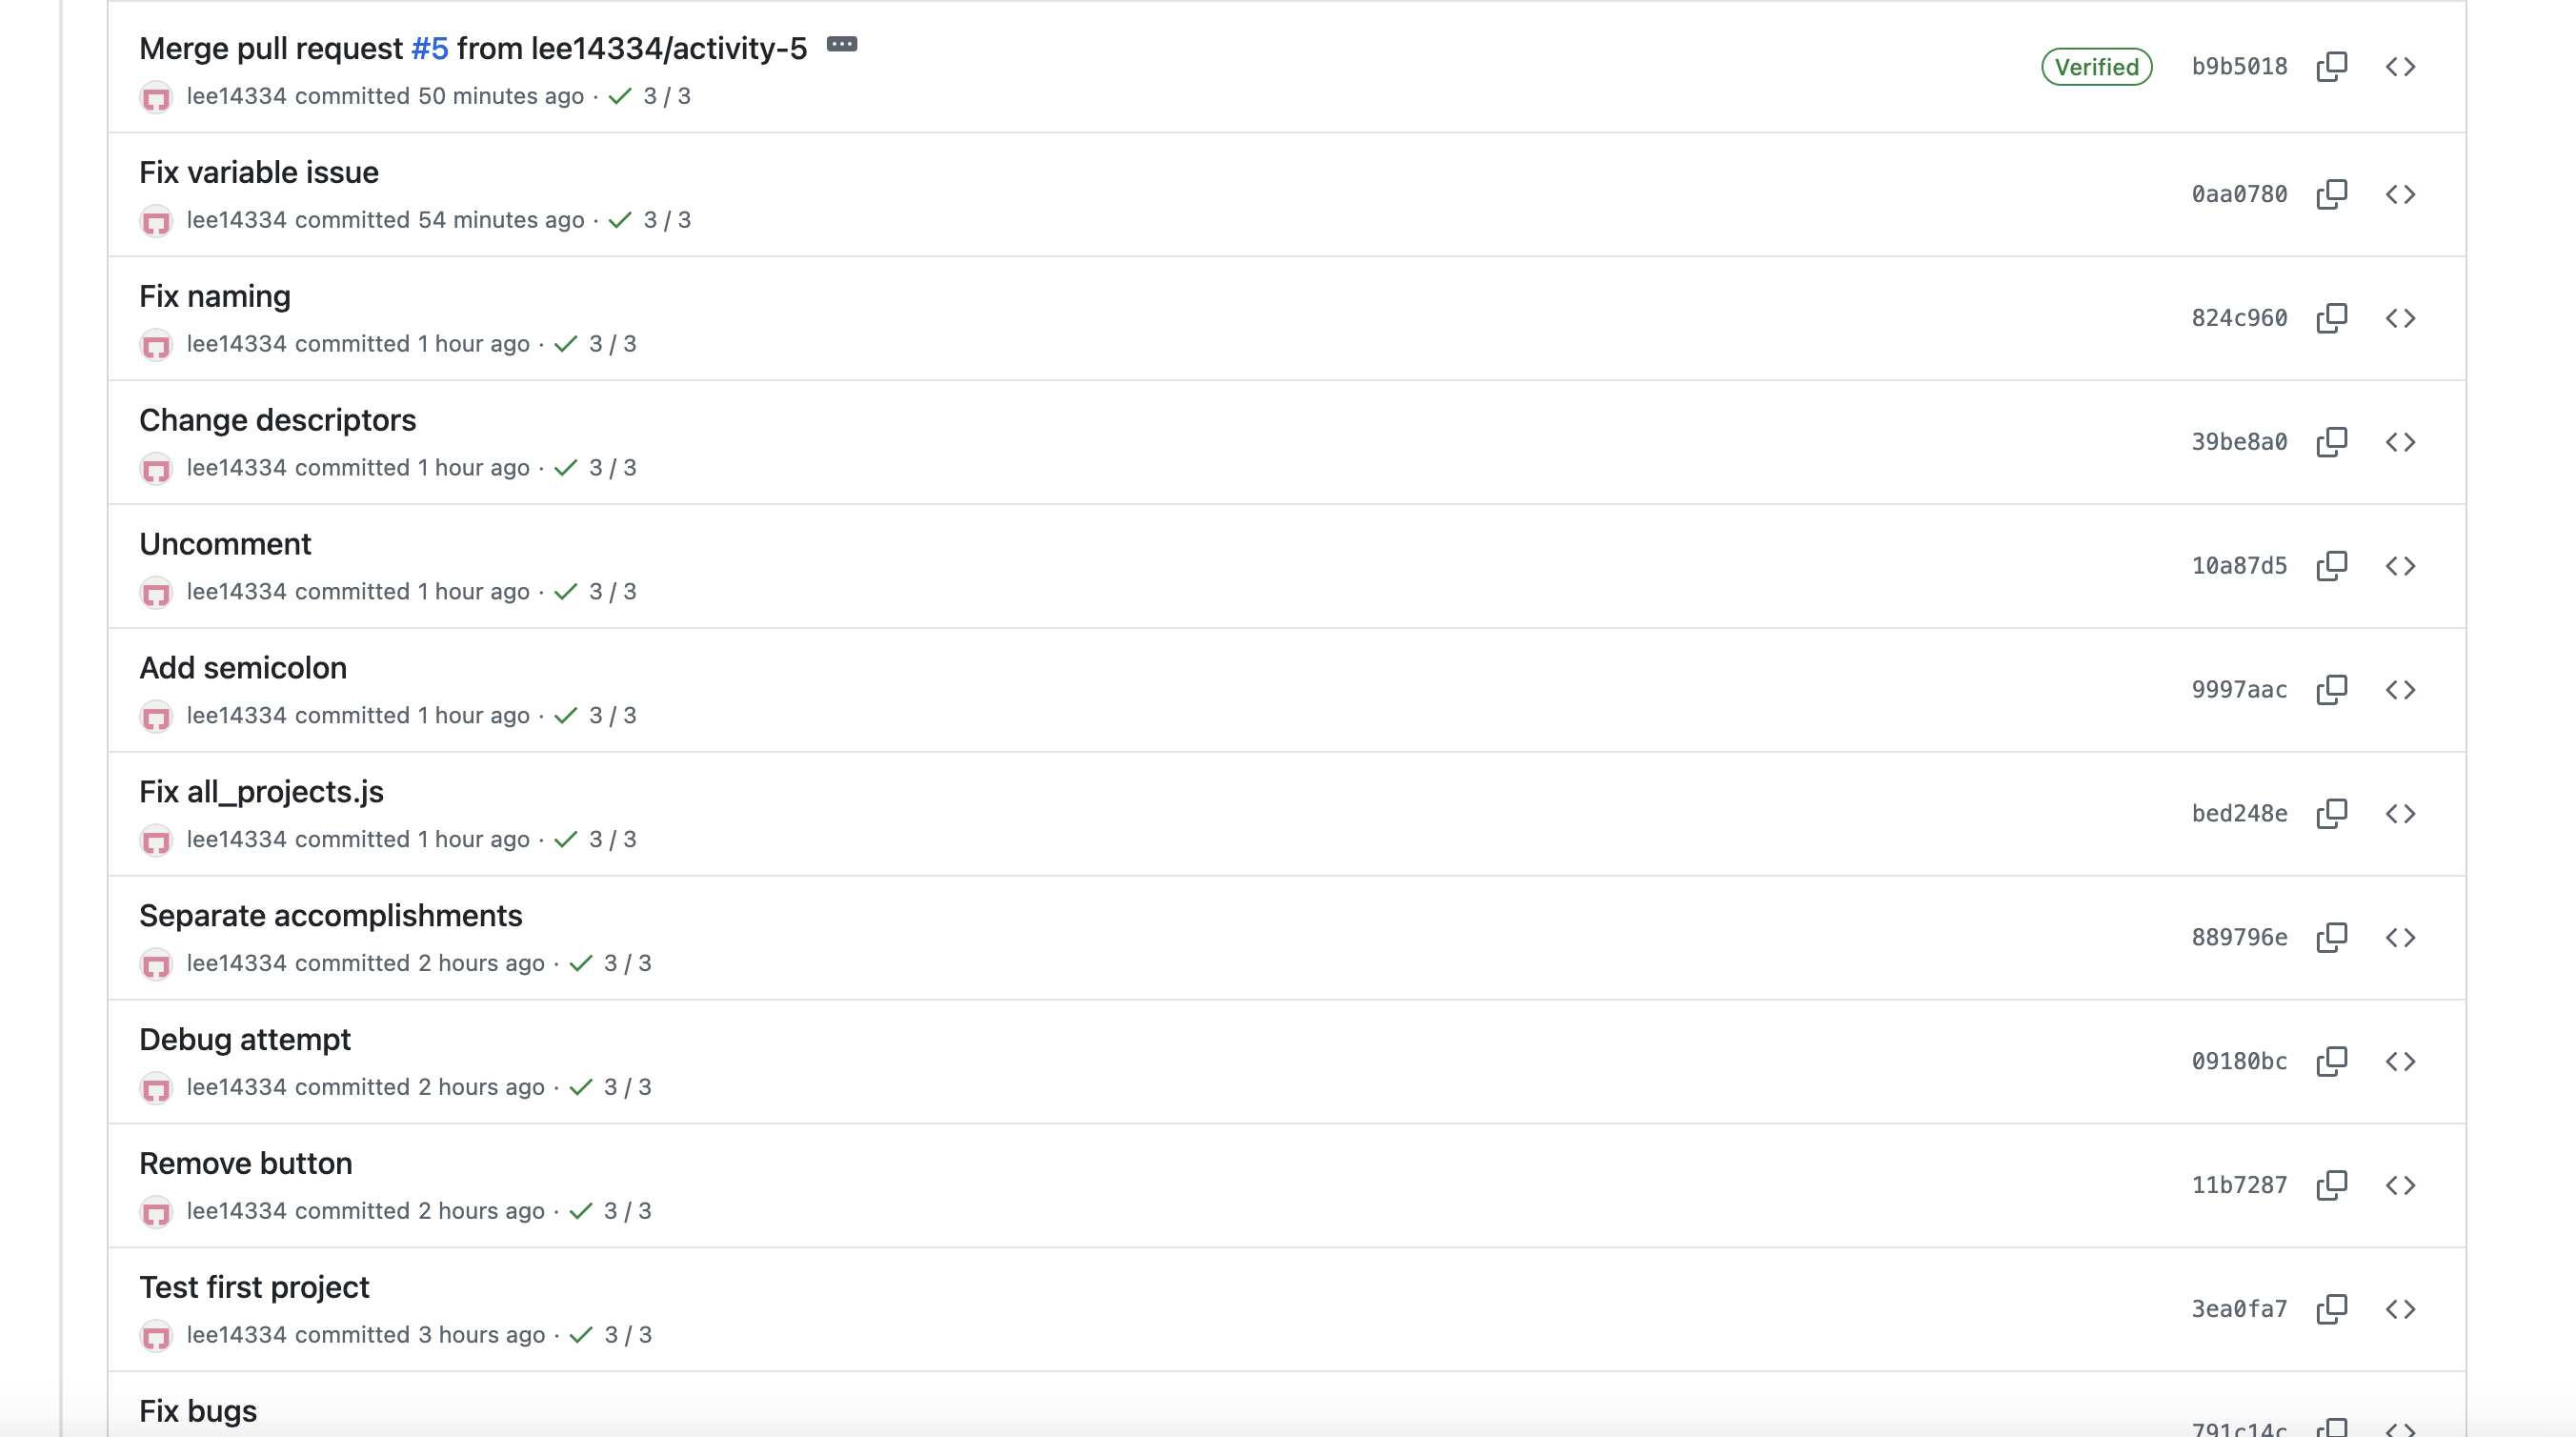 Merge pull request #5 from lee14334/activity-5
lee14334 committed 50 minutes ago · 3 / 3
Verified
b9b5018
Fix variable issue
lee14334 committed 54 minutes ago · 3 / 3
0aa0780
Fix naming
lee14334 committed 1 hour ago · 3 / 3
824c960
Change descriptors
lee14334 committed 1 hour ago · 3 / 3
39be8a0
Uncomment
lee14334 committed 1 hour ago · 3 / 3
10a87d5
Add semicolon
lee14334 committed 1 hour ago · 3 / 3
9997aac
Fix all_projects.js
lee14334 committed 1 hour ago · 3 / 3
bed248e
Separate accomplishments
lee14334 committed 2 hours ago · 3 / 3
889796e
Debug attempt
lee14334 committed 2 hours ago · 3 / 3
09180bc
Remove button
lee14334 committed 2 hours ago · 3 / 3
11b7287
Test first project
lee14334 committed 3 hours ago · 3 / 3
3ea0fa7
Fix bugs
791c14c